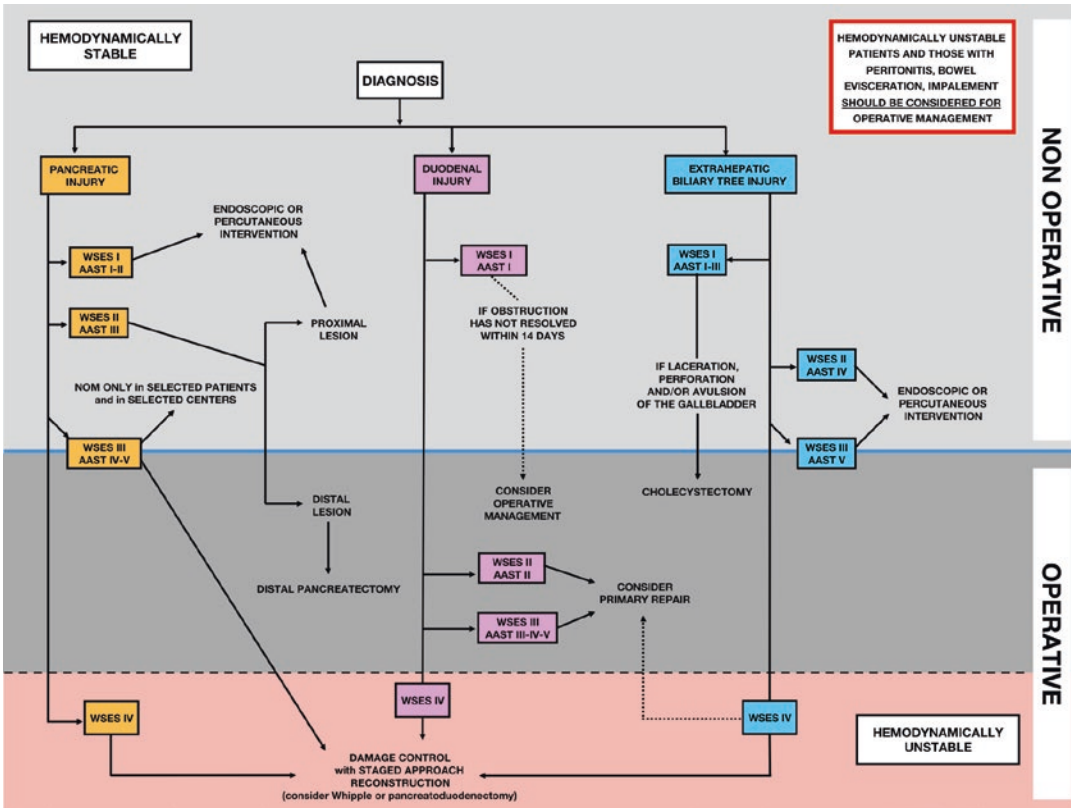 HEMODYNAMICALLY
STABLE
HEMODYNAMICALLY UNSTABLE
PATIENTS AND THOSE WITH
PERITONITIS, BOWEL
EVISCERATION, IMPALEMENT
SHOULD BE CONSIDERED FOR
OPERATIVE MANAGEMENT
DIAGNOSIS
NON OPERATIVE
PANCREATIC
INJURY
DUODENAL
INJURY
EXTRAHEPATIC
BILIARY TREE INJURY
ENDOSCOPIC OR
PERCUTANEOUS
INTERVENTION
WSES I
AAST I-II
WSES I
AAST I
WSES I
AAST I-III
WSES II
AAST III
PROXIMAL
LESION
IF OBSTRUCTION
HAS NOT RESOLVED
WITHIN 14 DAYS
IF LACERATION,
PERFORATION
AND/OR AVULSION
OF THE GALLBLADDER
WSES II
AAST IV
ENDOSCOPIC OR
PERCUTANEOUS
INTERVENTION
NOM ONLY in SELECTED PATIENTS
and in SELECTED CENTERS
WSES III
AAST IV-V
WSES III
AAST V
OPERATIVE
DISTAL
LESION
CONSIDER
OPERATIVE
MANAGEMENT
CHOLECYSTECTOMY
DISTAL PANCREATECTOMY
WSES II
AAST II
CONSIDER
PRIMARY REPAIR
WSES III
AAST III-IV-V
WSES IV
WSES IV
WSES IV
HEMODYNAMICALLY
UNSTABLE
DAMAGE CONTROL
with STAGED APPROACH
RECONSTRUCTION
(consider Whipple or pancreatoduodenectomy)